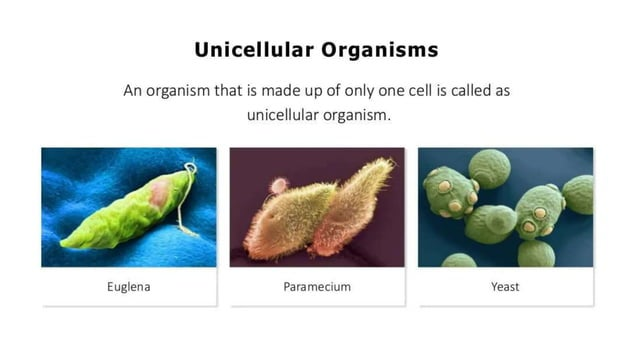 Unicellular Organisms
An organism that is made up of only one cell is called as
unicellular organism.
Euglena
Paramecium
Yeast